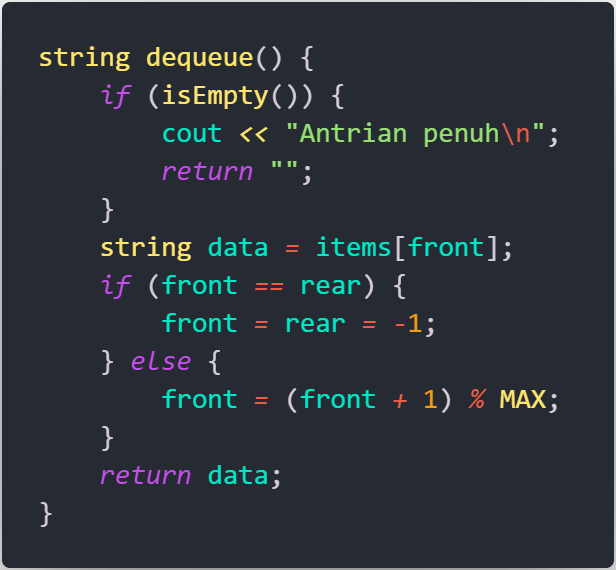 string dequeue() {
    if (isEmpty()) {
        cout << "Antrian penuh\n";
        return "";
    }
    string data = items[front];
    if (front == rear) {
        front = rear = -1;
    } else {
        front = (front + 1) % MAX;
    }
    return data;
}